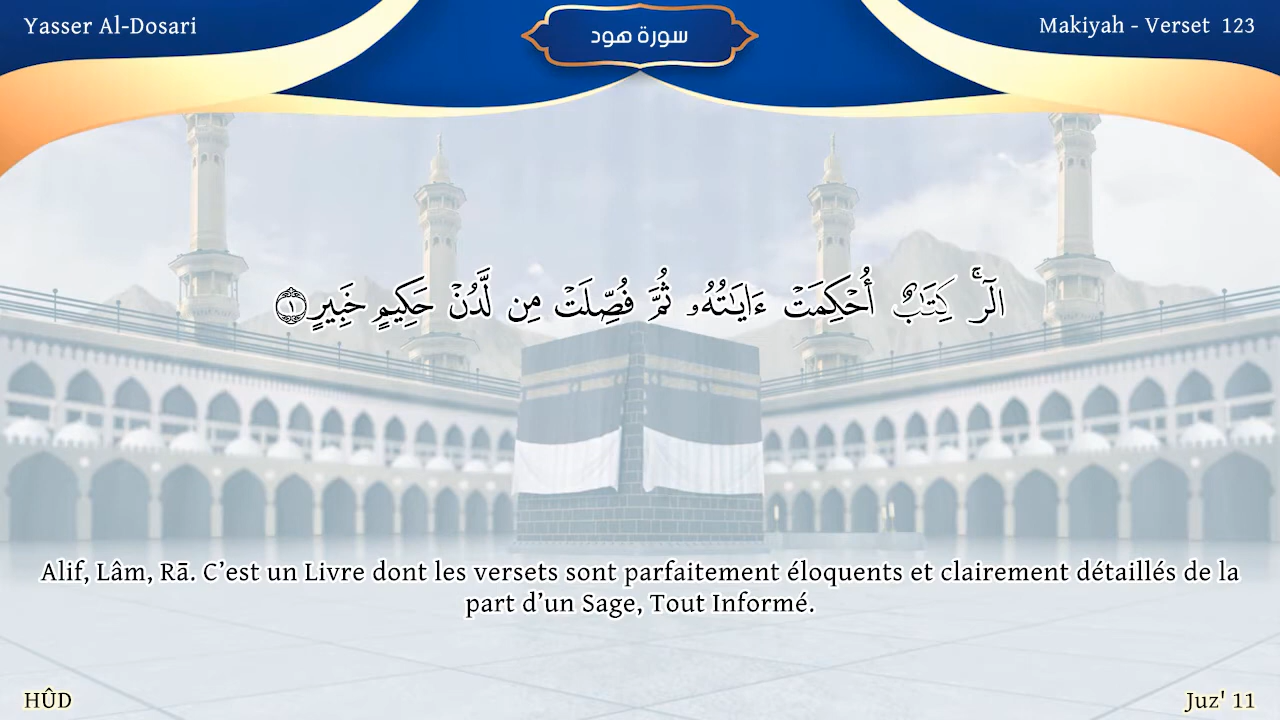 Yasser Al-Dosari
سورة هود
Makiyah - Verset 123
الٓرۚ كِتَٰبٌ أُحۡكِمَتۡ ءَايَٰتُهُۥ ثُمَّ فُصِّلَتۡ مِن لَّدُنۡ حَكِيمٍ خَبِيرٍ ١
Alif, Lâm, Rā. C’est un Livre dont les versets sont parfaitement éloquents et clairement détaillés de la
part d’un Sage, Tout Informé.
HÛD
Juz' 11